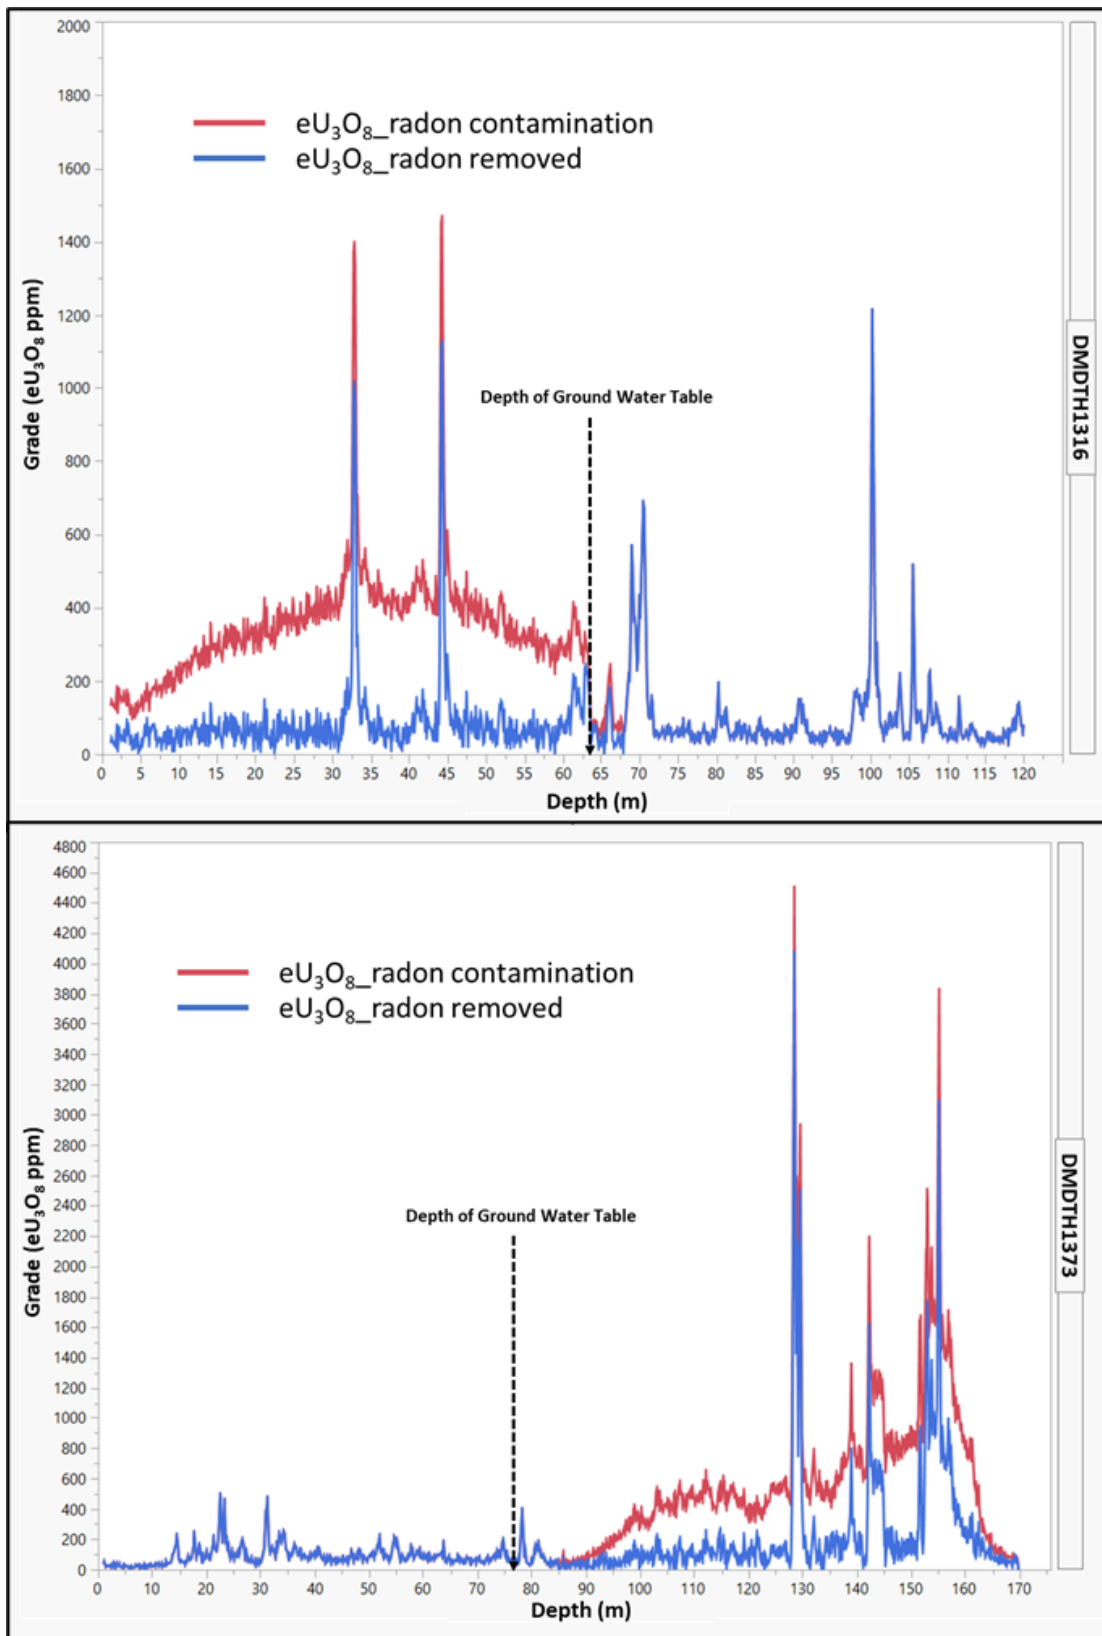 2000
1800
1600
1400
1200
1000
800
600
400
200
0
Grade (eU₃O₈ ppm)
eU₃O₈_radon contamination
eU₃O₈_radon removed
Depth of Ground Water Table
DMDTH1316
0 5 10 15 20 25 30 35 40 45 50 55 60 65 70 75 80 85 90 95 100 105 110 115 120
Depth (m)
4800
4600
4400
4200
4000
3800
3600
3400
3200
3000
2800
2600
2400
2200
2000
1800
1600
1400
1200
1000
800
600
400
200
0
Grade (eU₃O₈ ppm)
eU₃O₈_radon contamination
eU₃O₈_radon removed
Depth of Ground Water Table
DMDTH1373
0 10 20 30 40 50 60 70 80 90 100 110 120 130 140 150 160 170
Depth (m)